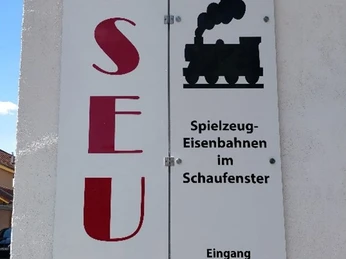 SEU
Spielzeug-
Eisenbahnen
im
Schaufenster
Eingang